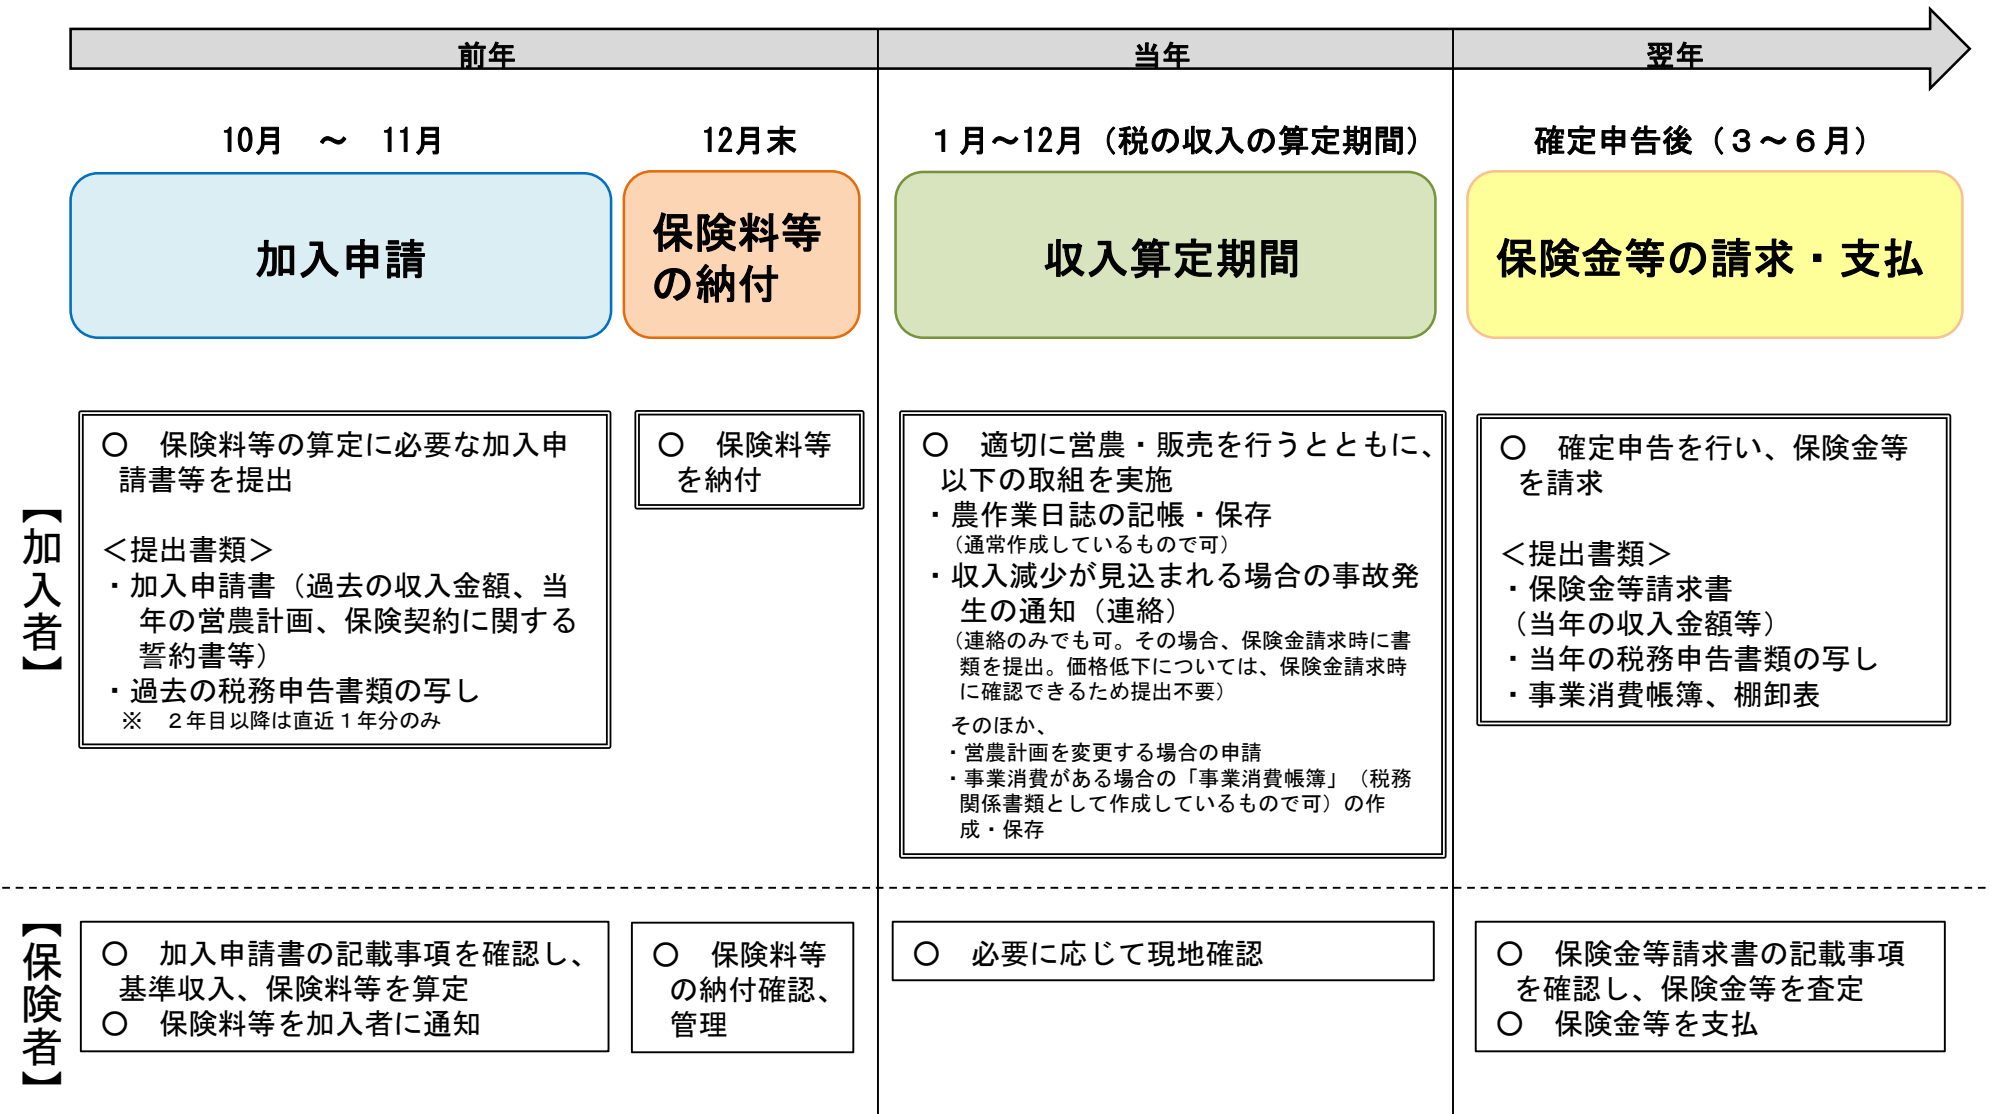 前年
当年
翌年
10月　～　11月
12月末
１月～12月（税の収入の算定期間）
確定申告後（３～６月）
加入申請
保険料等
の納付
収入算定期間
保険金等の請求・支払
【加入者】
〇　保険料等の算定に必要な加入申
請書等を提出
＜提出書類＞
・加入申請書（過去の収入金額、当
年の営農計画、保険契約に関する
誓約書等）
・過去の税務申告書類の写し
※　２年目以降は直近１年分のみ
〇　保険料等
を納付
〇　適切に営農・販売を行うとともに、
以下の取組を実施
・農作業日誌の記帳・保存
（通常作成しているもので可）
・収入減少が見込まれる場合の事故発
生の通知（連絡）
（連絡のみでも可。その場合、保険金請求時に書
類を提出。価格低下については、保険金請求時
に確認できるため提出不要）
そのほか、
・営農計画を変更する場合の申請
・事業消費がある場合の「事業消費帳簿」（税務
関係書類として作成しているもので可）の作
成・保存
〇　確定申告を行い、保険金等
を請求
＜提出書類＞
・保険金等請求書
（当年の収入金額等）
・当年の税務申告書類の写し
・事業消費帳簿、棚卸表
【保険者】
〇　加入申請書の記載事項を確認し、
基準収入、保険料等を算定
〇　保険料等を加入者に通知
〇　保険料等
の納付確認、
管理
〇　必要に応じて現地確認
〇　保険金等請求書の記載事項
を確認し、保険金等を査定
〇　保険金等を支払